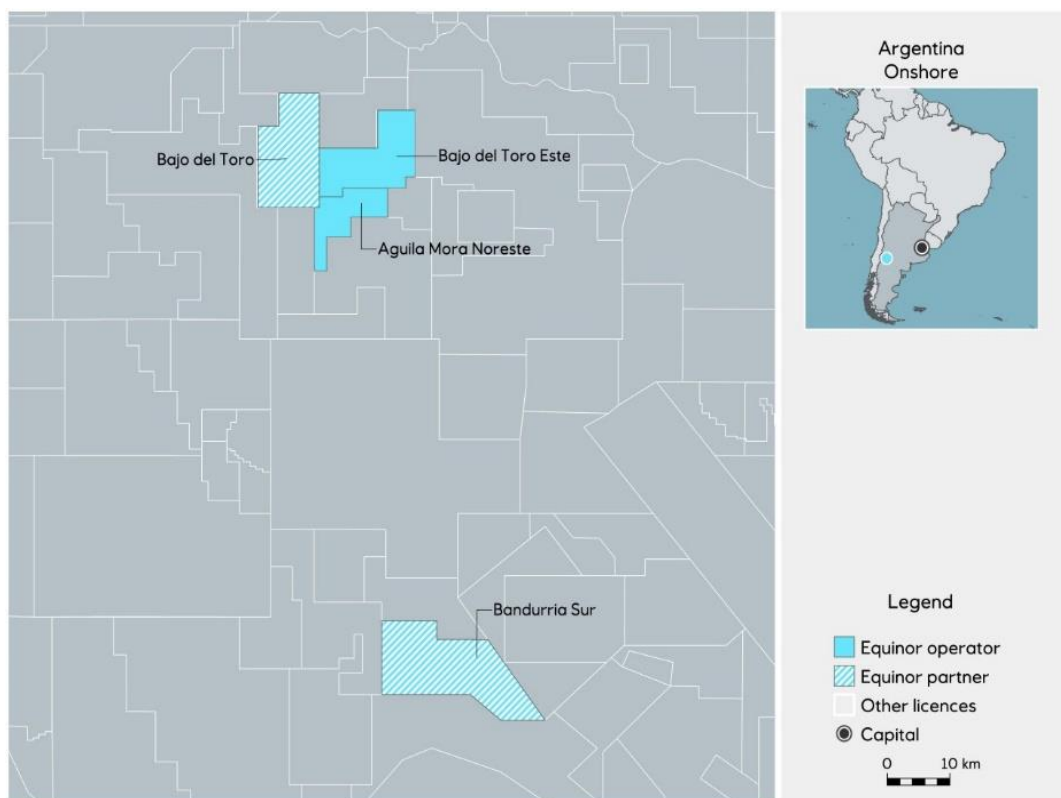 Bajo del Toro
Bajo del Toro Este
Aguila Mora Noreste
Bandurria Sur
Argentina
Onshore
Legend
Equinor operator
Equinor partner
Other licences
Capital
0 10 km